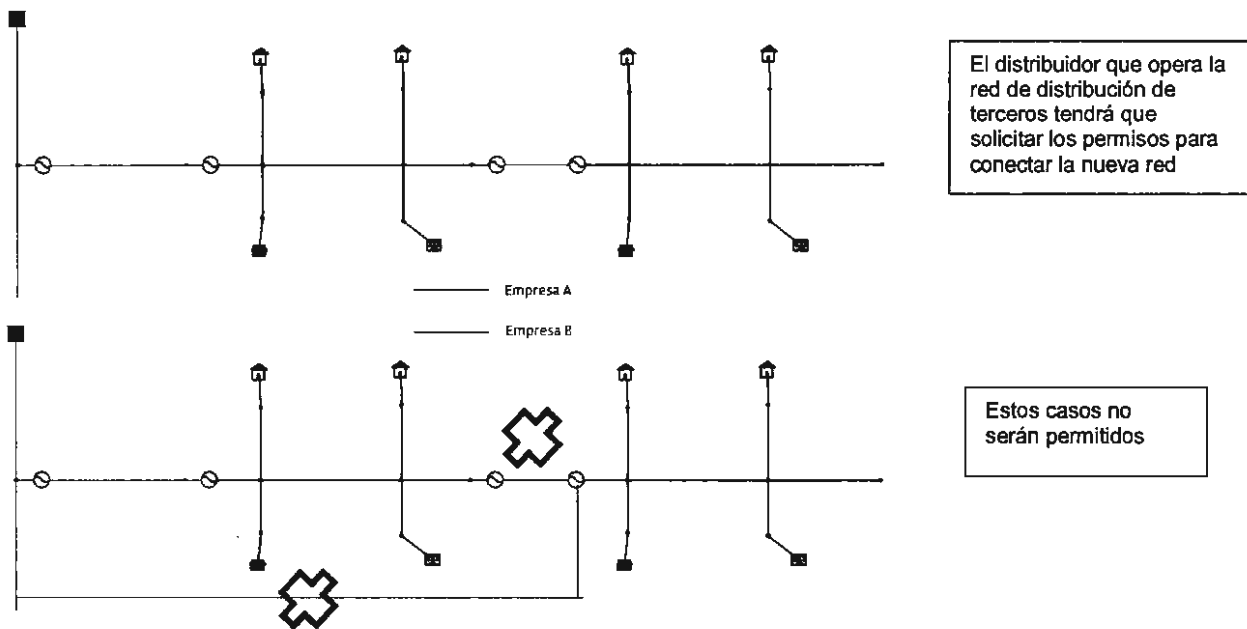 El distribuidor que opera la
red de distribución de
terceros tendrá que
solicitar los permisos para
conectar la nueva red
Empresa A
Empresa B
Estos casos no
serán permitidos